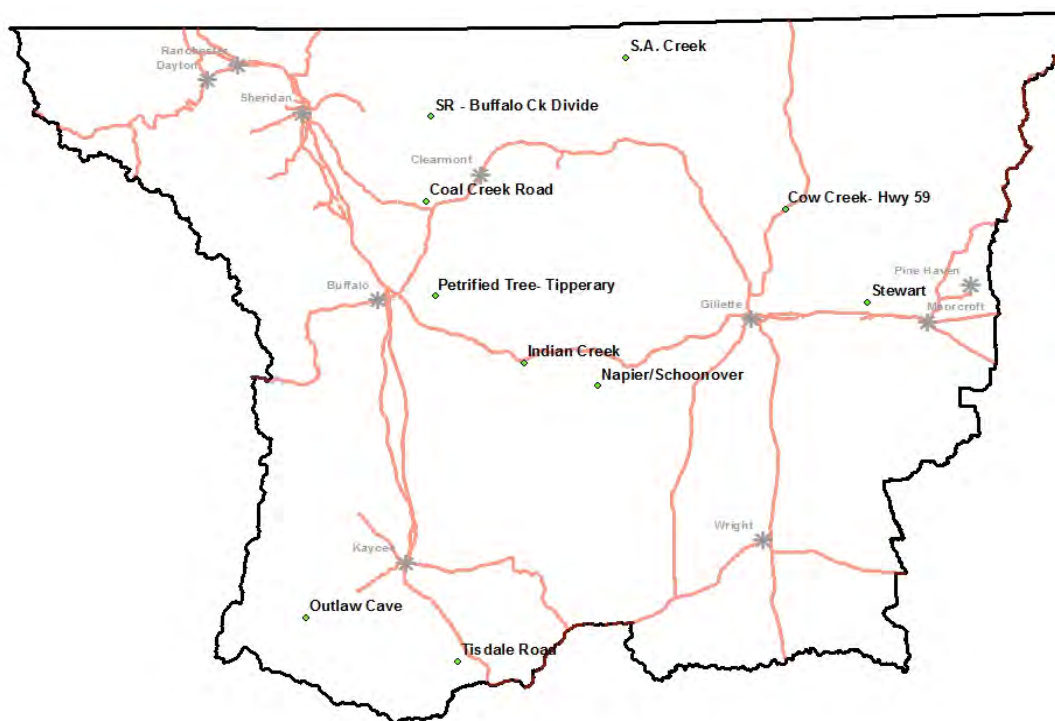 S.A. Creek
Ranchester
Dayton
Sheridan
SR - Buffalo Ck Divide
Clearmont
Coal Creek Road
Cow Creek- Hwy 59
Pine Haven
Buffalo
Petrified Tree- Tipperary
Stewart
Gillette
Moorcroft
Indian Creek
Napier/Schoonover
Wright
Kaycee
Outlaw Cave
Tisdale Road